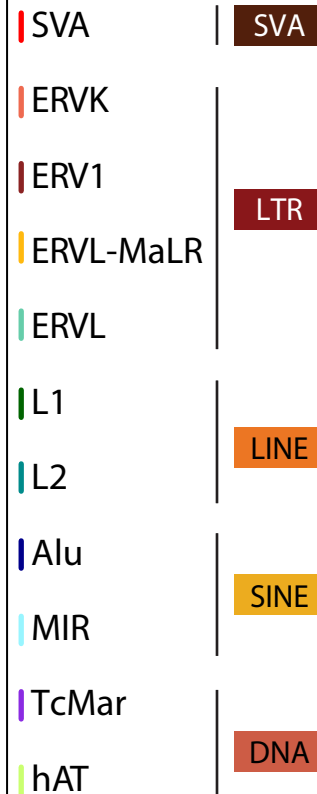 SVA SVA
ERVK
ERV1
LTR
ERVL-MaLR
ERVL
L1
LINE
L2
Alu
SINE
MIR
TcMar
DNA
hAT